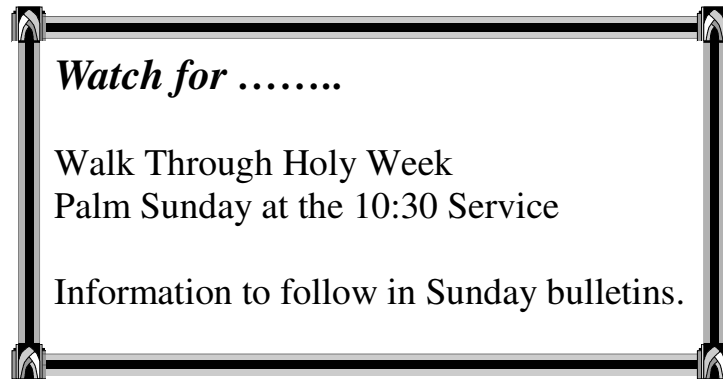 Watch for ……..
Walk Through Holy Week
Palm Sunday at the 10:30 Service
Information to follow in Sunday bulletins.